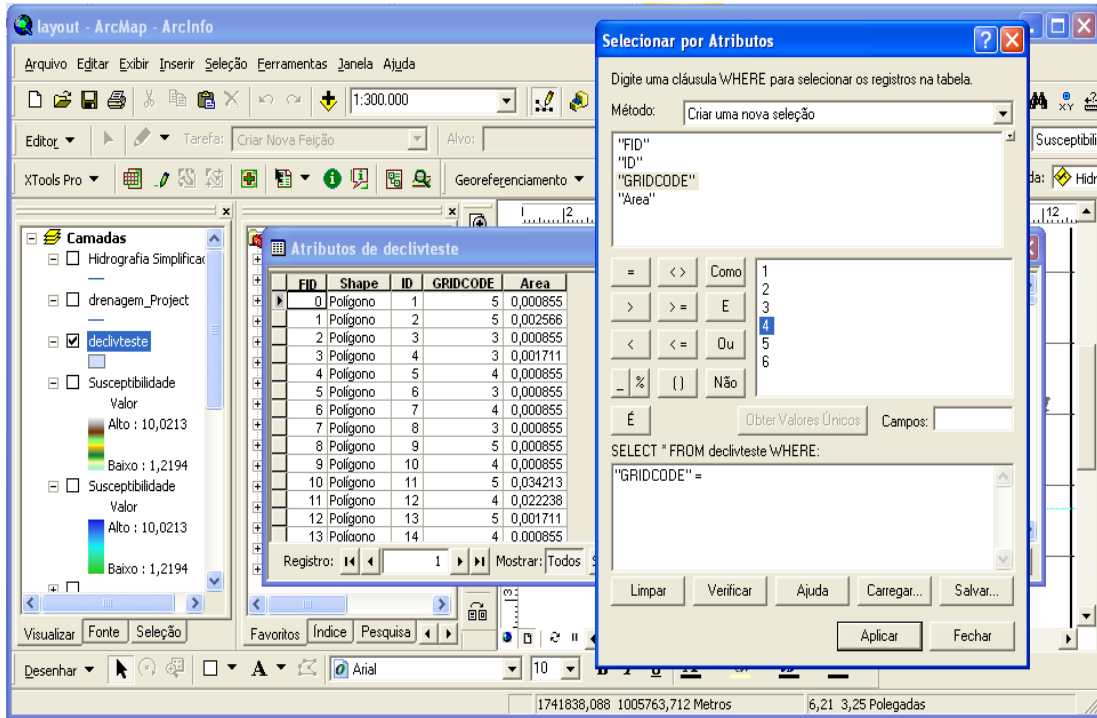 layout - ArcMap - ArcInfo
Arquivo Editar Exibir Inserir Seleção Ferramentas Janela Ajuda
1:300.000
Editor Tarefa: Criar Nova Feição Alvo: Susceptibili
XTools Pro Georeferenciamento da: Hidr
Camadas
Hidrografia Simplificad
drenagem_Project
declivteste
Susceptibilidade
Valor
Alto : 10,0213
Baixo : 1,2194
Susceptibilidade
Valor
Alto : 10,0213
Baixo : 1,2194
Visualizar Fonte Seleção
Favoritos Índice Pesquisa
2 12
Atributos de declivteste
FID Shape ID GRIDCODE Area
0 Polígono 1 5 0,000855
1 Polígono 2 5 0,002566
2 Polígono 3 3 0,000855
3 Polígono 4 3 0,001711
4 Polígono 5 4 0,000855
5 Polígono 6 3 0,000855
6 Polígono 7 4 0,000855
7 Polígono 8 3 0,000855
8 Polígono 9 5 0,000855
9 Polígono 10 4 0,000855
10 Polígono 11 5 0,034213
11 Polígono 12 4 0,022238
12 Polígono 13 5 0,001711
13 Polígono 14 4 0,000855
Registro: 1 Mostrar: Todos S
Selecionar por Atributos
Digite uma cláusula WHERE para selecionar os registros na tabela.
Método: Criar uma nova seleção
"FID"
"ID"
"GRIDCODE"
"Area"
= <> Como
> >= E
< <= Ou
_ % () Não
É
1
2
3
4
5
6
Obter Valores Únicos Campos:
SELECT * FROM declivteste WHERE:
"GRIDCODE" =
Limpar Verificar Ajuda Carregar... Salvar...
Aplicar Fechar
Desenhar A Arial 10
1741838,088 1005763,712 Metros 6,21 3,25 Polegadas